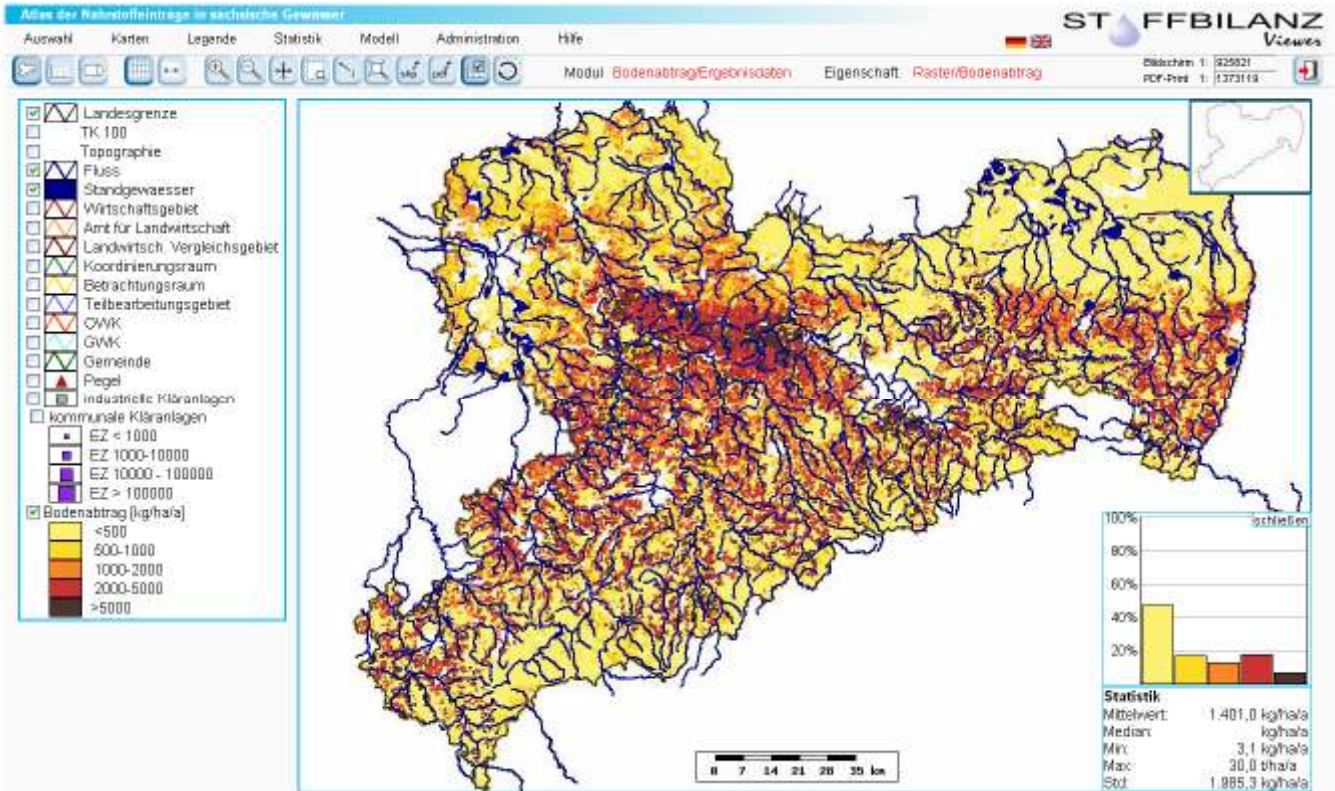 Atlas der Nährstoffeinträge in sächsische Gewässer
STOFFBILANZ
Viewer
Auswahl Karten Legende Statistik Modell Administration Hilfe
Modul Bodenabtrag/Ergebnisdaten Eigenschaft Raster/Bodenabtrag
Bildschirm 1: 925821
PDF-Print 1: 1373119
Landesgrenze
TK 100
Topographie
Fluss
Standgewaesser
Wirtschaftsgebiet
Amt für Landwirtschaft
Landwirtsch. Vergleichsgebiet
Koordinierungsraum
Betrachtungsraum
Teilbearbeitungsgebiet
OWK
GWK
Gemeinde
Pegel
industrielle Kläranlagen
kommunale Kläranlagen
EZ < 1000
EZ 1000-10000
EZ 10000 - 100000
EZ > 100000
Bodenabtrag [kg/ha/a]
<500
500-1000
1000-2000
2000-5000
>5000
100% schließen
80%
60%
40%
20%
Statistik
Mittelwert: 1.401,0 kg/ha/a
Median: kg/ha/a
Min: 3,1 kg/ha/a
Max: 30,0 t/ha/a
Std: 1.985,3 kg/ha/a
0 7 14 21 28 35 km